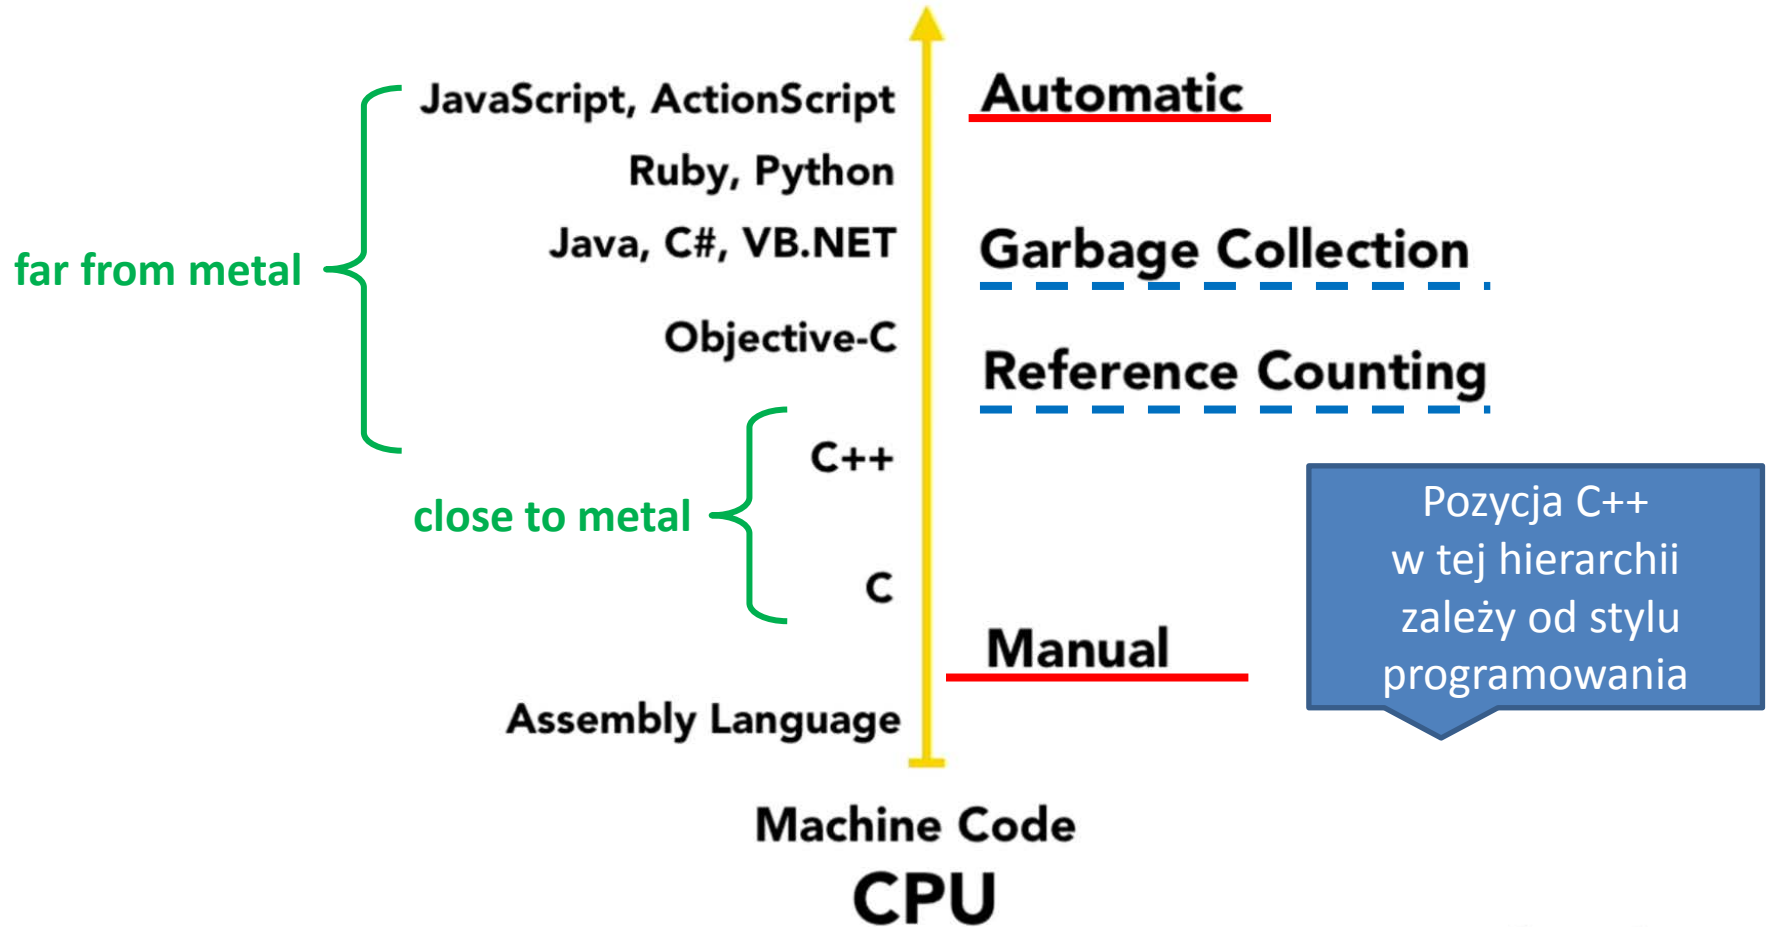 JavaScript, ActionScript
Automatic
Ruby, Python
Java, C#, VB.NET
Garbage Collection
far from metal
Objective-C
Reference Counting
C++
close to metal
Pozycja C++
w tej hierarchii
zależy od stylu
programowania
C
Manual
Assembly Language
Machine Code
CPU